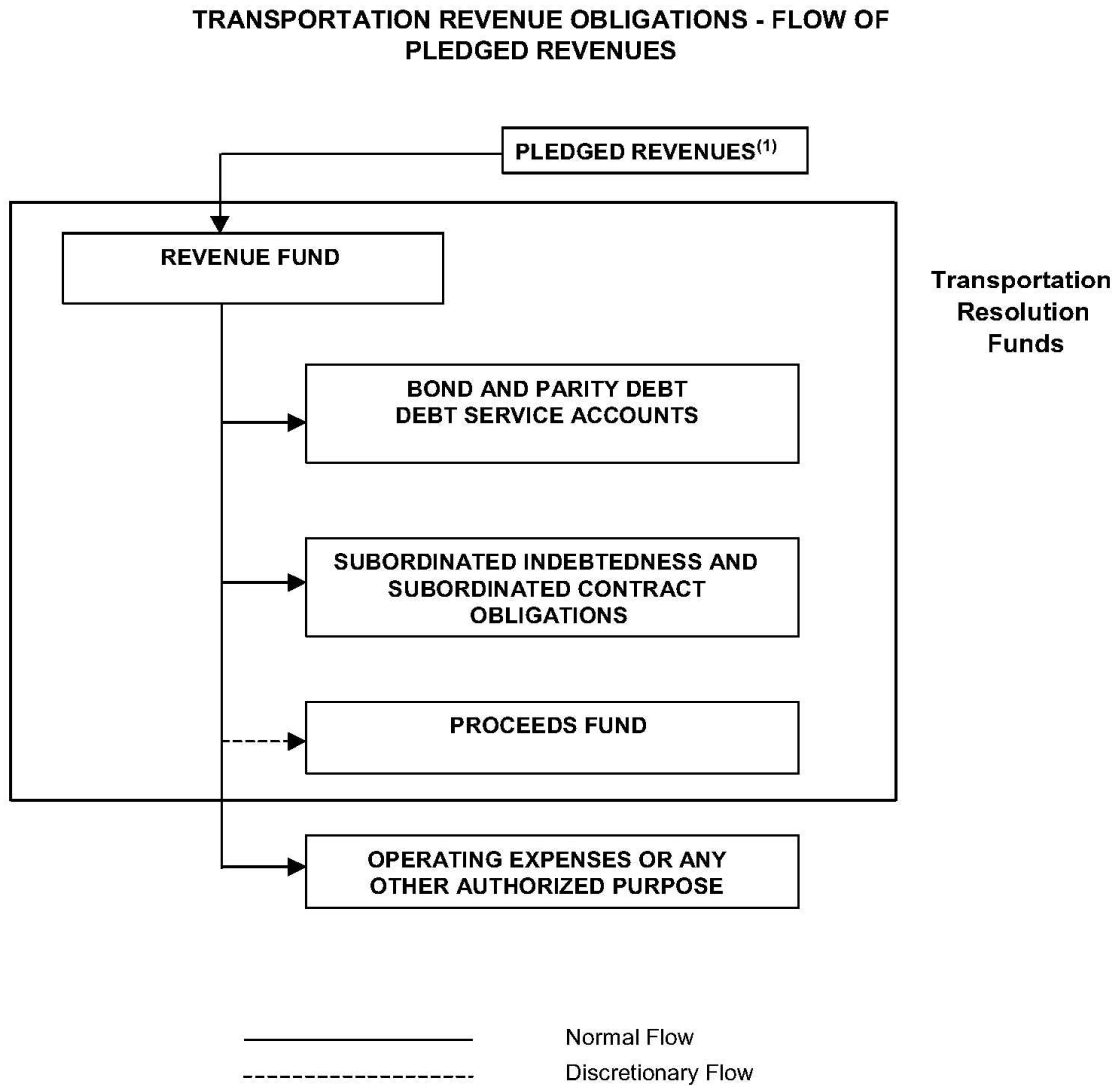 TRANSPORTATION REVENUE OBLIGATIONS - FLOW OF
PLEDGED REVENUES
PLEDGED REVENUES(1)
REVENUE FUND
Transportation
Resolution
Funds
BOND AND PARITY DEBT
DEBT SERVICE ACCOUNTS
SUBORDINATED INDEBTEDNESS AND
SUBORDINATED CONTRACT
OBLIGATIONS
PROCEEDS FUND
OPERATING EXPENSES OR ANY
OTHER AUTHORIZED PURPOSE
Normal Flow
Discretionary Flow